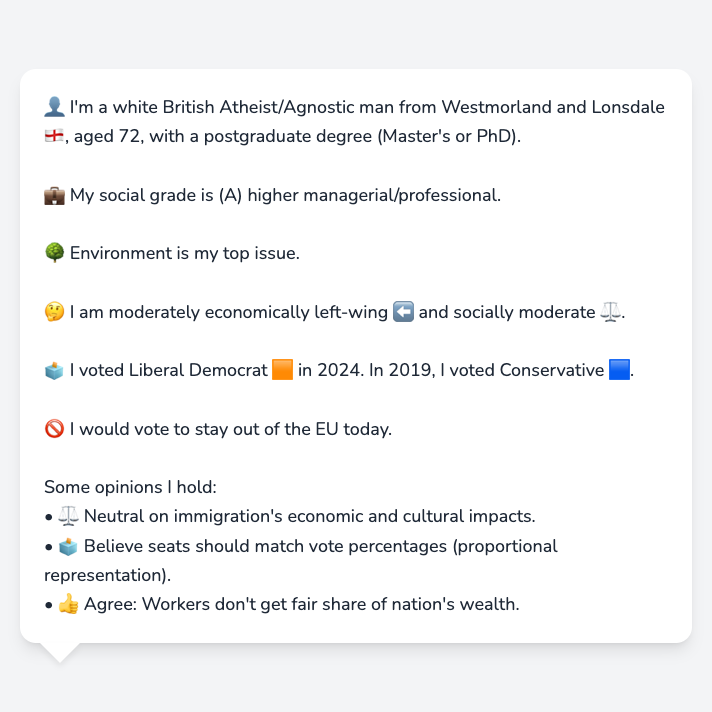 👤 I'm a white British Atheist/Agnostic man from Westmorland and Lonsdale
🏴󠁧󠁢󠁥󠁮󠁧󠁿, aged 72, with a postgraduate degree (Master's or PhD).
💼 My social grade is (A) higher managerial/professional.
🌳 Environment is my top issue.
🤔 I am moderately economically left-wing ⬅️ and socially moderate ⚖️.
🗳️ I voted Liberal Democrat 🟧 in 2024. In 2019, I voted Conservative 🟦.
🚫 I would vote to stay out of the EU today.
Some opinions I hold:
• ⚖️ Neutral on immigration's economic and cultural impacts.
• 🗳️ Believe seats should match vote percentages (proportional
representation).
• 👍 Agree: Workers don't get fair share of nation's wealth.